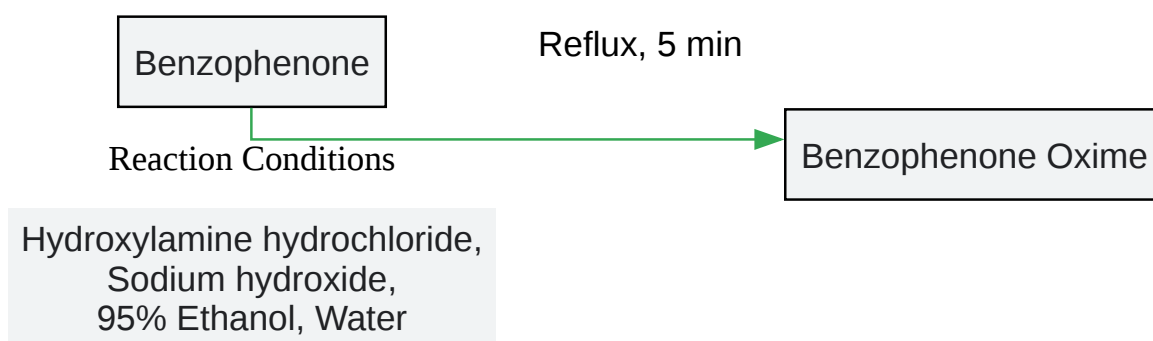 Benzophenone
Reflux, 5 min
Reaction Conditions
Benzophenone Oxime
Hydroxylamine hydrochloride,
Sodium hydroxide,
95% Ethanol, Water